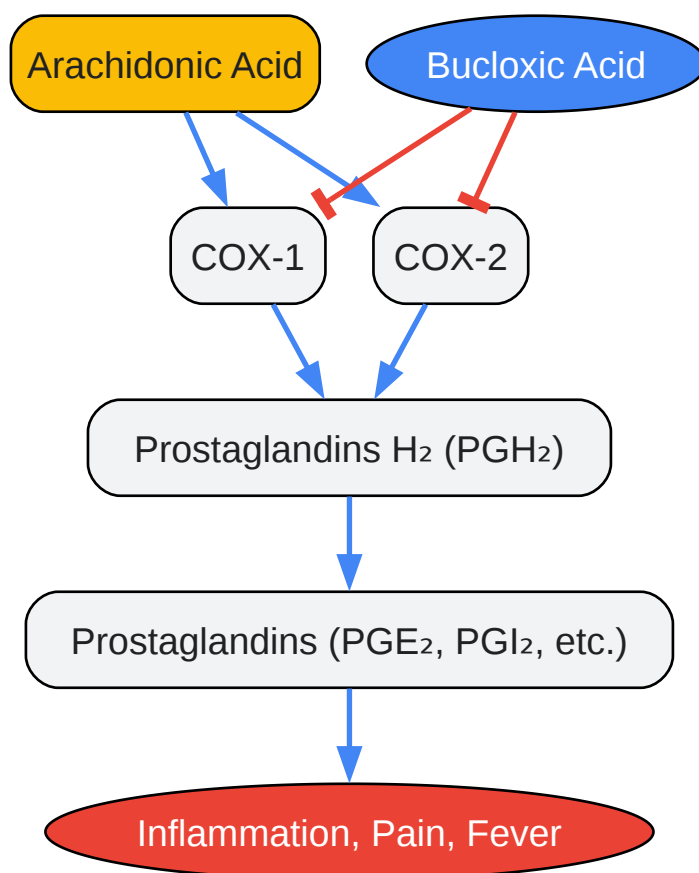 Arachidonic Acid
Bucloxic Acid
COX-1
COX-2
Prostaglandins H₂ (PGH₂)
Prostaglandins (PGE₂, PGI₂, etc.)
Inflammation, Pain, Fever